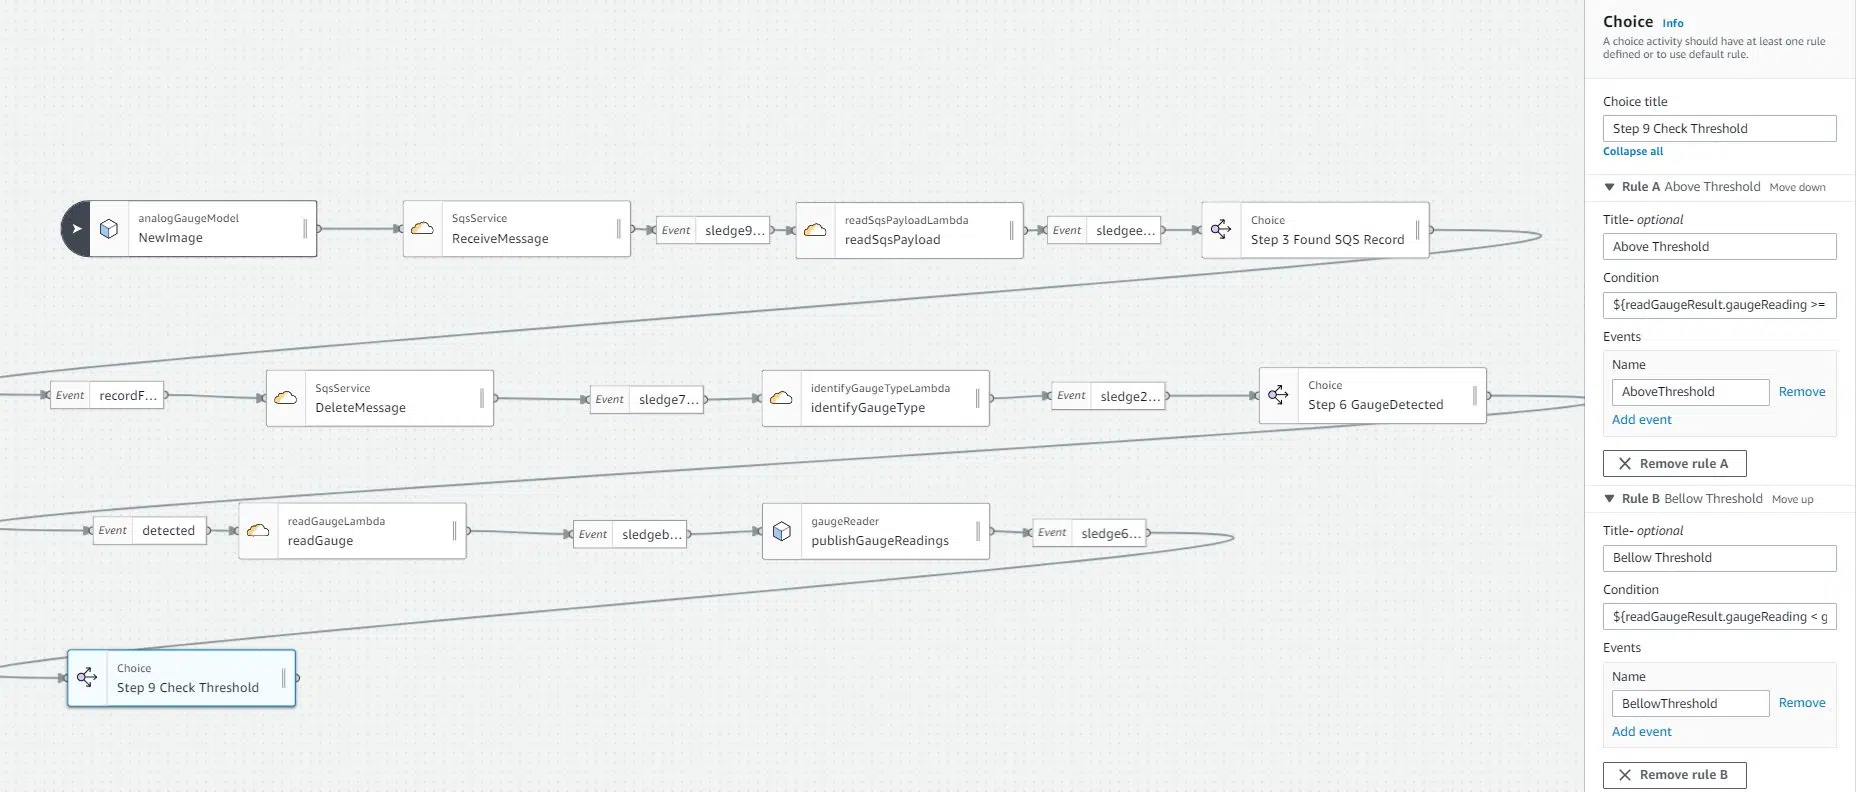 analogGaugeModel
NewImage
SqsService
ReceiveMessage
Event sledge9...
readSqsPayloadLambda
readSqsPayload
Event sledgee...
Choice
Step 3 Found SQS Record
Event recordF...
SqsService
DeleteMessage
Event sledge7...
identifyGaugeTypeLambda
identifyGaugeType
Event sledge2...
Choice
Step 6 GaugeDetected
Event detected
readGaugeLambda
readGauge
Event sledgeb...
gaugeReader
publishGaugeReadings
Event sledge6...
Choice
Step 9 Check Threshold
Choice Info
A choice activity should have at least one rule
defined or to use default rule.
Choice title
Step 9 Check Threshold
Collapse all
Rule A Above Threshold Move down
Title- optional
Above Threshold
Condition
${readGaugeResult.gaugeReading >=
Events
Name
AboveThreshold Remove
Add event
Remove rule A
Rule B Bellow Threshold Move up
Title- optional
Bellow Threshold
Condition
${readGaugeResult.gaugeReading < g
Events
Name
BellowThreshold Remove
Add event
Remove rule B